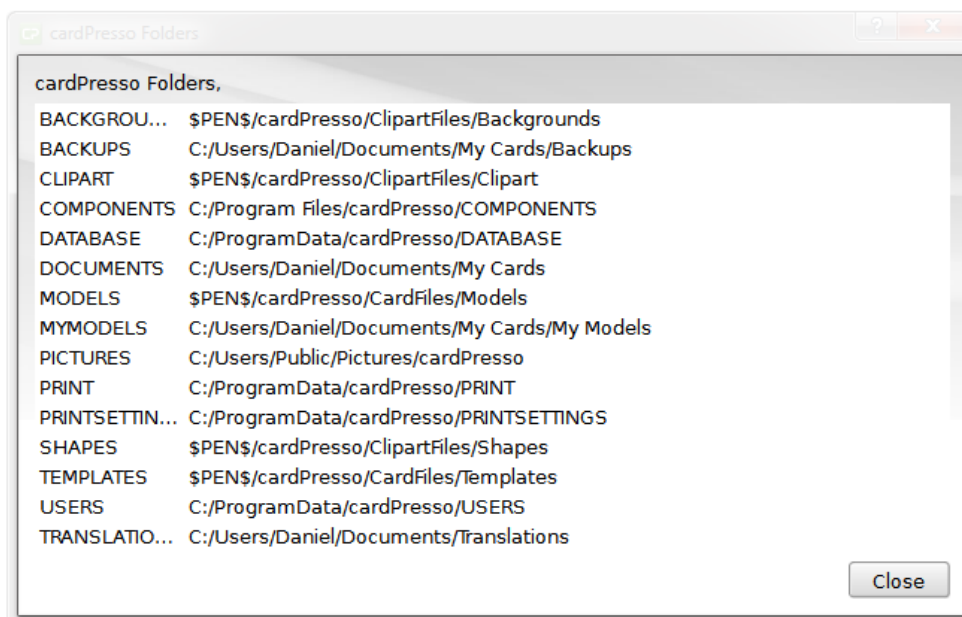 cardPresso Folders
cardPresso Folders,
BACKGROU... $PEN$/cardPresso/ClipartFiles/Backgrounds
BACKUPS C:/Users/Daniel/Documents/My Cards/Backups
CLIPART $PEN$/cardPresso/ClipartFiles/Clipart
COMPONENTS C:/Program Files/cardPresso/COMPONENTS
DATABASE C:/ProgramData/cardPresso/DATABASE
DOCUMENTS C:/Users/Daniel/Documents/My Cards
MODELS $PEN$/cardPresso/CardFiles/Models
MYMODELS C:/Users/Daniel/Documents/My Cards/My Models
PICTURES C:/Users/Public/Pictures/cardPresso
PRINT C:/ProgramData/cardPresso/PRINT
PRINTSETTIN... C:/ProgramData/cardPresso/PRINTSETTINGS
SHAPES $PEN$/cardPresso/ClipartFiles/Shapes
TEMPLATES $PEN$/cardPresso/CardFiles/Templates
USERS C:/ProgramData/cardPresso/USERS
TRANSLATIO... C:/Users/Daniel/Documents/Translations
Close